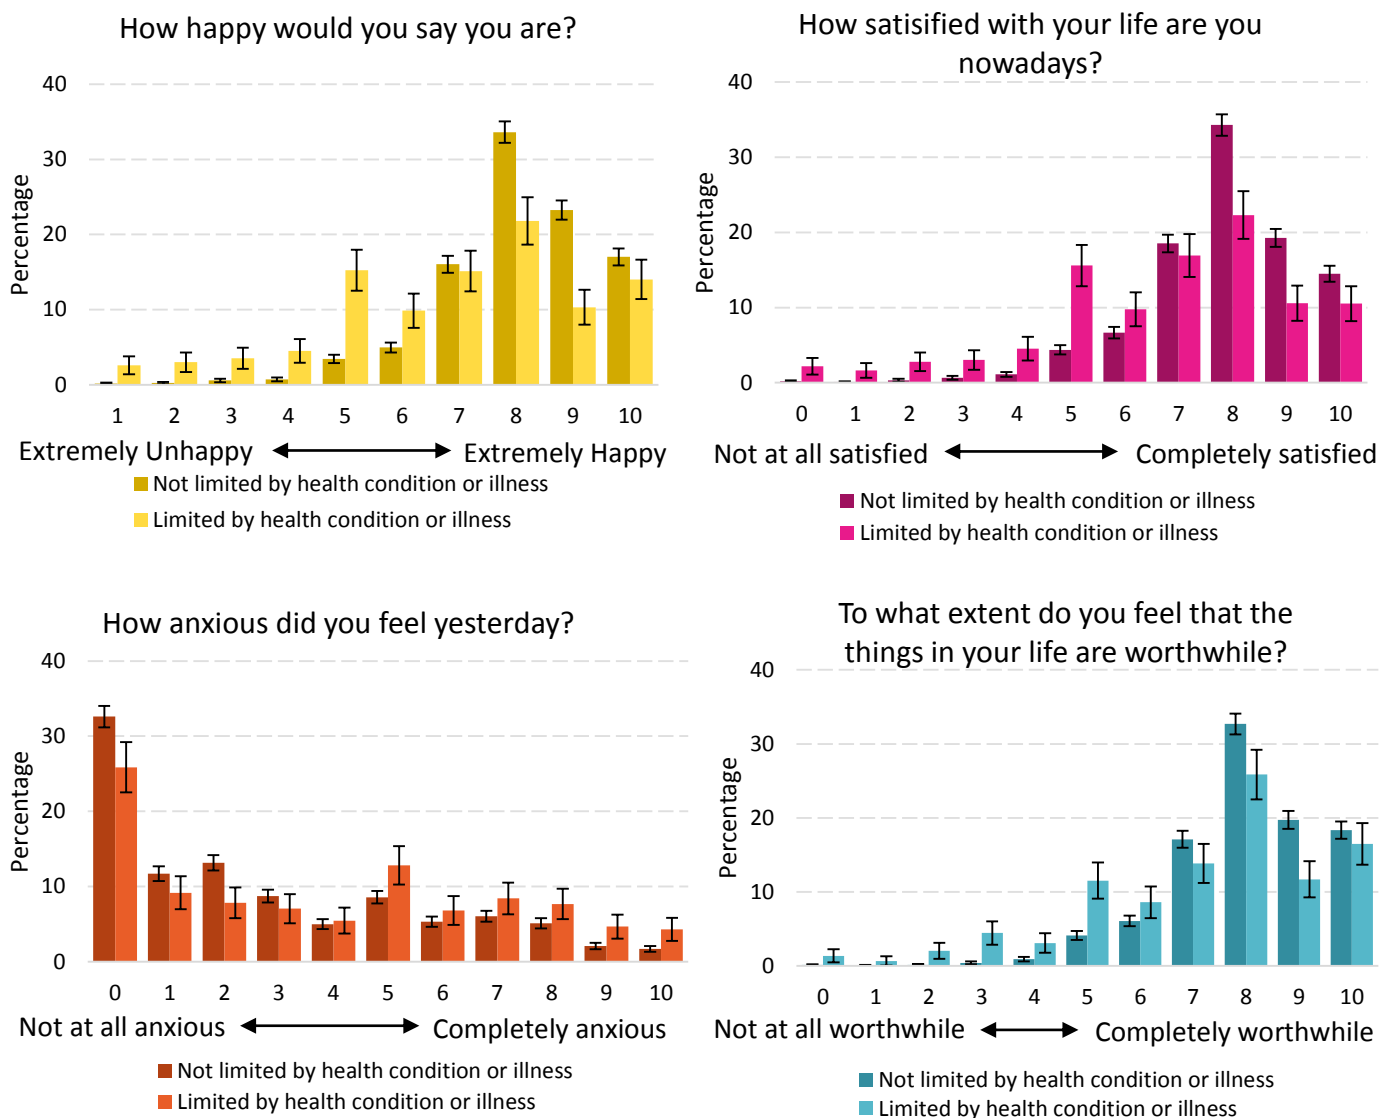 How happy would you say you are?
40
30
20
10
0
Percentage
1 2 3 4 5 6 7 8 9 10
Extremely Unhappy Extremely Happy
Not limited by health condition or illness
Limited by health condition or illness
How satisified with your life are you
nowadays?
40
30
20
10
0
Percentage
0 1 2 3 4 5 6 7 8 9 10
Not at all satisfied Completely satisfied
Not limited by health condition or illness
Limited by health condition or illness
How anxious did you feel yesterday?
40
30
20
10
0
Percentage
0 1 2 3 4 5 6 7 8 9 10
Not at all anxious Completely anxious
Not limited by health condition or illness
Limited by health condition or illness
To what extent do you feel that the
things in your life are worthwhile?
40
30
20
10
0
Percentage
0 1 2 3 4 5 6 7 8 9 10
Not at all worthwhile Completely worthwhile
Not limited by health condition or illness
Limited by health condition or illness